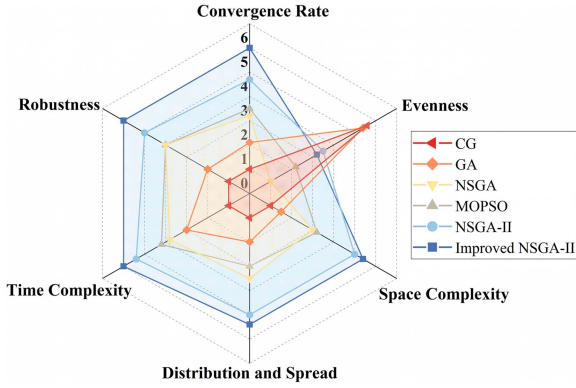 Convergence Rate
6
5
4
3
2
1
0
Robustness
Evenness
CG
GA
NSGA
MOPSO
NSGA-II
Improved NSGA-II
Time Complexity
Space Complexity
Distribution and Spread